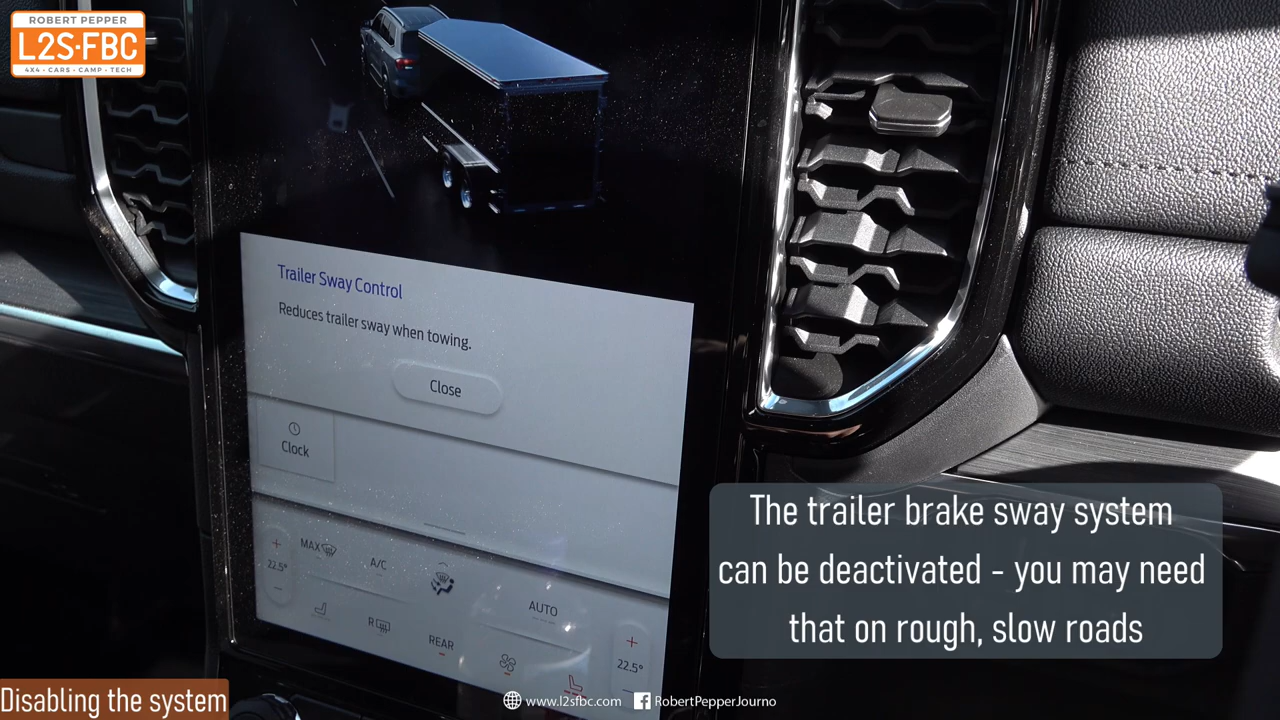 ROBERT PEPPER
L2S·FBC
4X4 • CARS • CAMP • TECH
Trailer Sway Control
Reduces trailer sway when towing.
Close
Clock
MAX
A/C
22.5°
AUTO
R
REAR
22.5°
The trailer brake sway system
can be deactivated - you may need
that on rough, slow roads
Disabling the system
www.l2sfbc.com
RobertPepperJourno